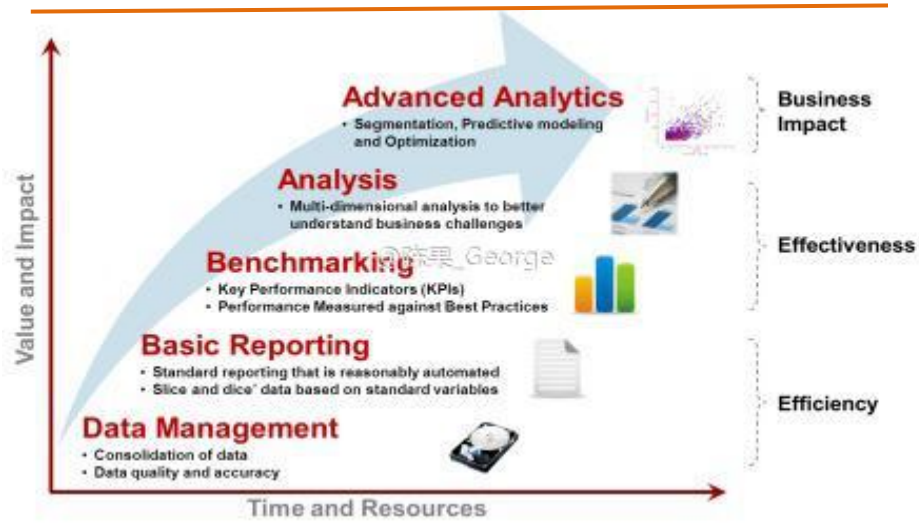 Advanced Analytics
• Segmentation, Predictive modeling
and Optimization
Business
Impact
Analysis
• Multi-dimensional analysis to better
understand business challenges
Effectiveness
@陈果_George
Benchmarking
• Key Performance Indicators (KPIs)
• Performance Measured against Best Practices
Basic Reporting
• Standard reporting that is reasonably automated
• Slice and dice' data based on standard variables
Efficiency
Data Management
• Consolidation of data
• Data quality and accuracy
Value and Impact
Time and Resources